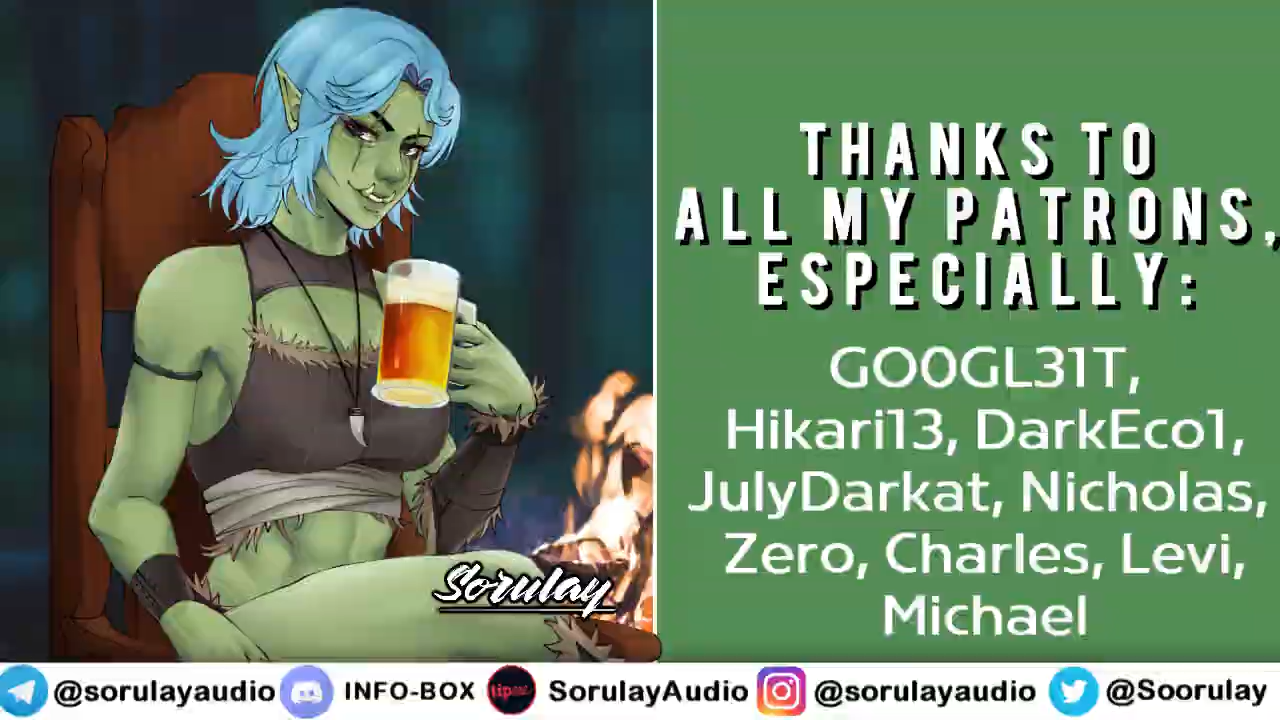 THANKS TO
ALL MY PATRONS,
ESPECIALLY:
GO0GL31T,
Hikari13, DarkEco1,
JulyDarkat, Nicholas,
Zero, Charles, Levi,
Michael
Sorulay
@sorulayaudio INFO-BOX SorulayAudio @sorulayaudio @Soorulay